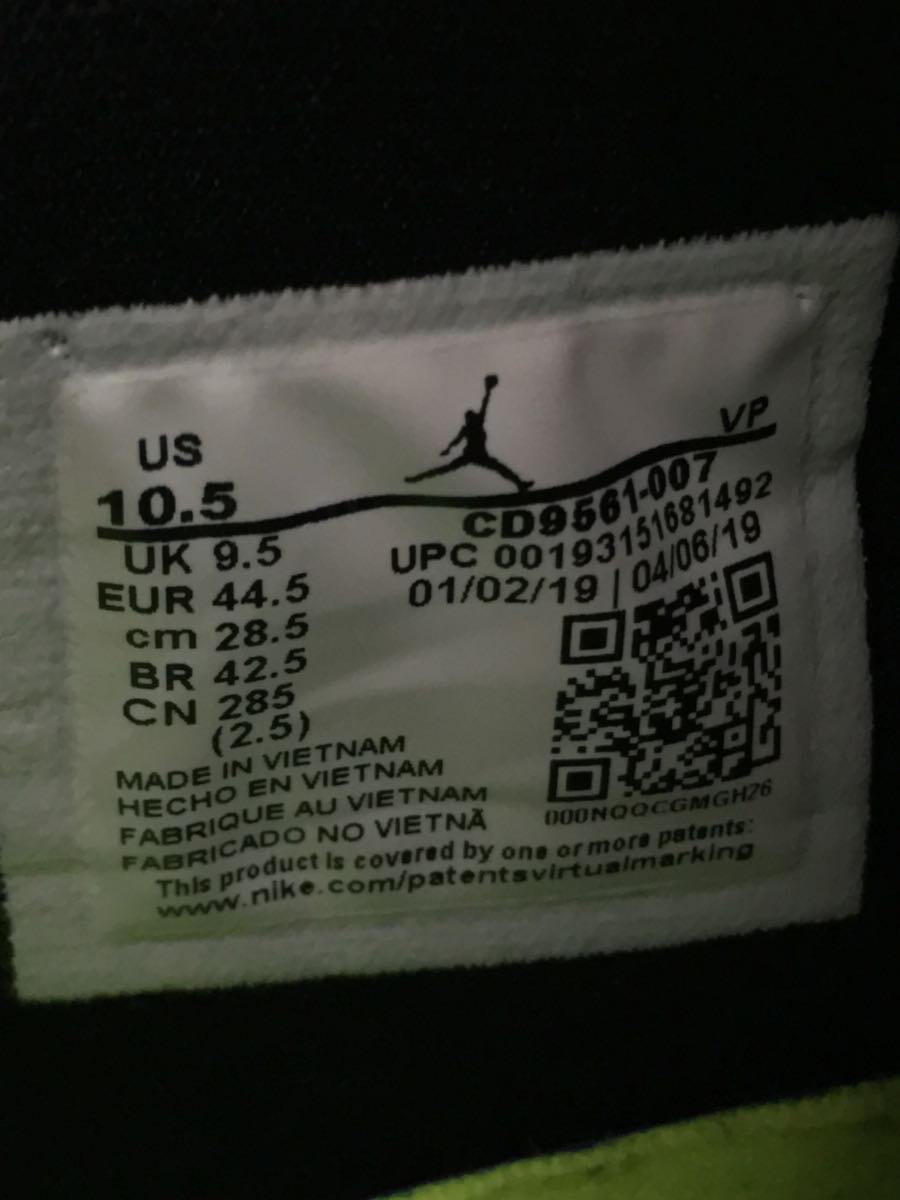 VP
US
10.5
UK 9.5
EUR 44.5
cm 28.5
BR 42.5
CN 285
(2.5)
CD9561-007
UPC 00193151681492
01/02/19 | 04/06/19
000NQQCGMGH26
MADE IN VIETNAM
HECHO EN VIETNAM
FABRIQUE AU VIETNAM
FABRICADO NO VIETNÃ
This product is covered by one or more patents:
www.nike.com/patentsvirtualmarking